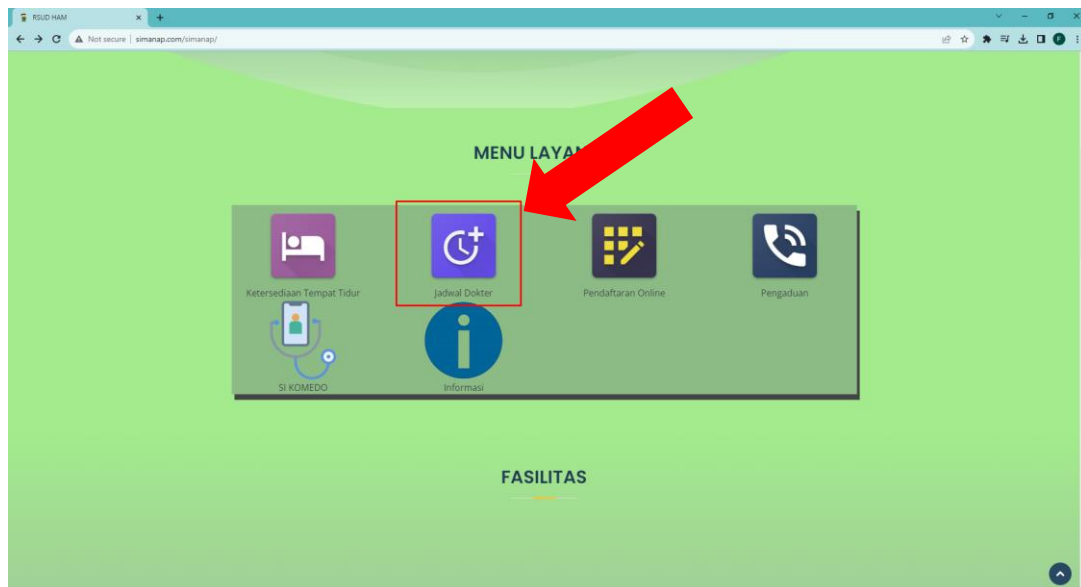 RSUD HAM
Not secure | simanap.com/simanap/
MENU LAYAN
Ketersediaan Tempat Tidur
Jadwal Dokter
Pendaftaran Online
Pengaduan
SI KOMEDO
Informasi
FASILITAS